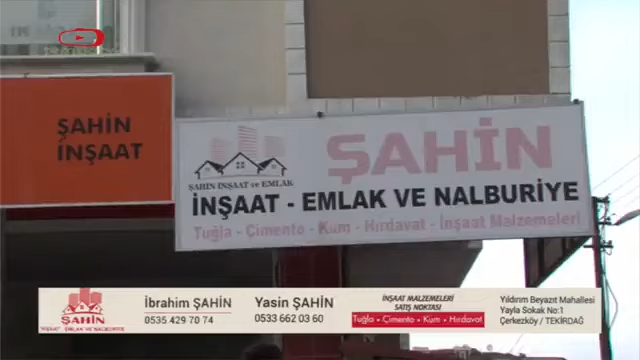 ŞAHİN
İNŞAAT
ŞAHİN
ŞAHİN İNŞAAT ve EMLAK
İNŞAAT - EMLAK VE NALBURİYE
Tuğla - Çimento - Kum - Hırdavat - İnşaat Malzemeleri
ŞAHİN
EMLAK VE NALBURİYE
İbrahim ŞAHİN
0535 429 70 74
Yasin ŞAHİN
0533 662 03 60
İNŞAAT MALZEMELERİ
SATIŞ NOKTASI
Tuğla • Çimento • Kum • Hırdavat
Yıldırım Beyazıt Mahallesi
Yayla Sokak No:1
Çerkezköy / TEKİRDAĞ